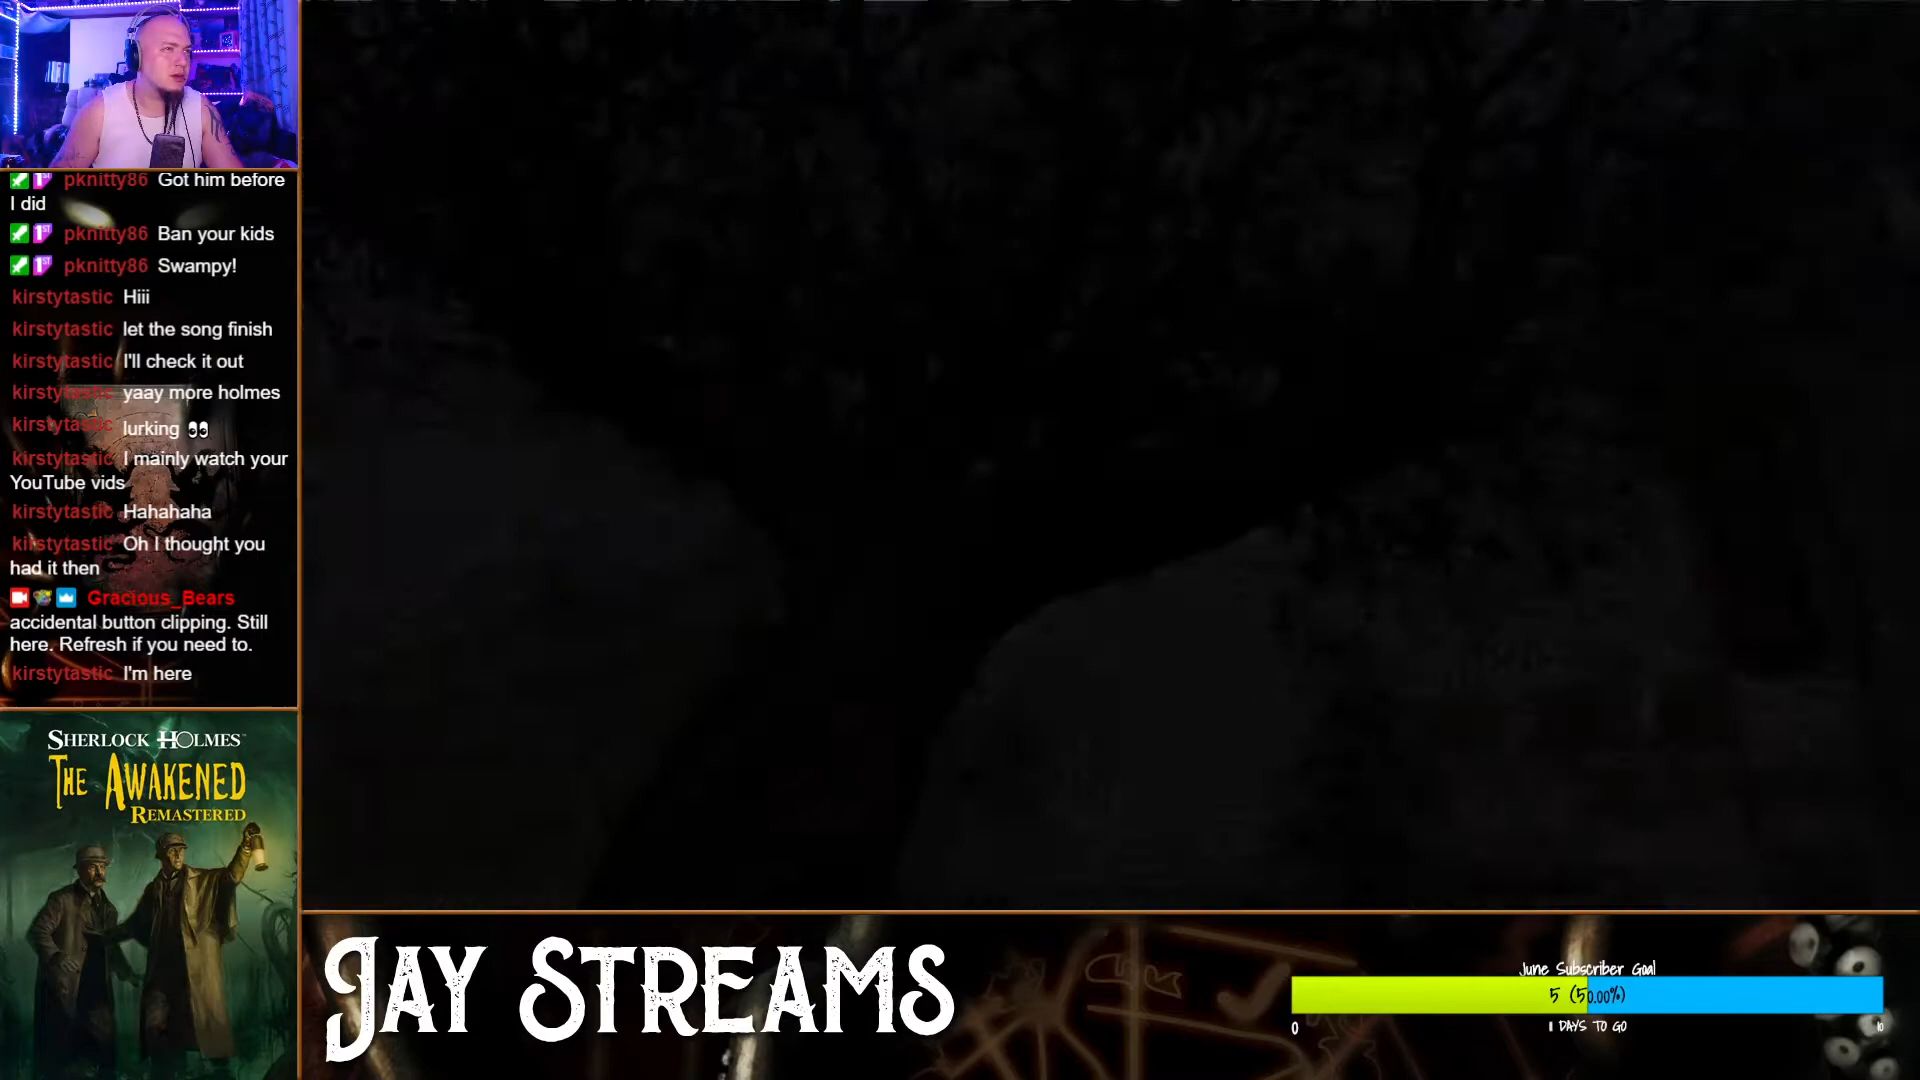 pknitty86 Got him before
I did
pknitty86 Ban your kids
pknitty86 Swampy!
kirstytastic Hiii
kirstytastic let the song finish
kirstytastic I'll check it out
kirstytastic yaay more holmes
kirstytastic lurking 👀
kirstytastic I mainly watch your
YouTube vids
kirstytastic Hahahaha
kirstytastic Oh I thought you
had it then
Gracious_Bears
accidental button clipping. Still
here. Refresh if you need to.
kirstytastic I'm here
SHERLOCK HOLMES
THE AWAKENED
REMASTERED
JAY STREAMS
June Subscriber Goal
5 (50.00%)
0
11 DAYS TO GO
10